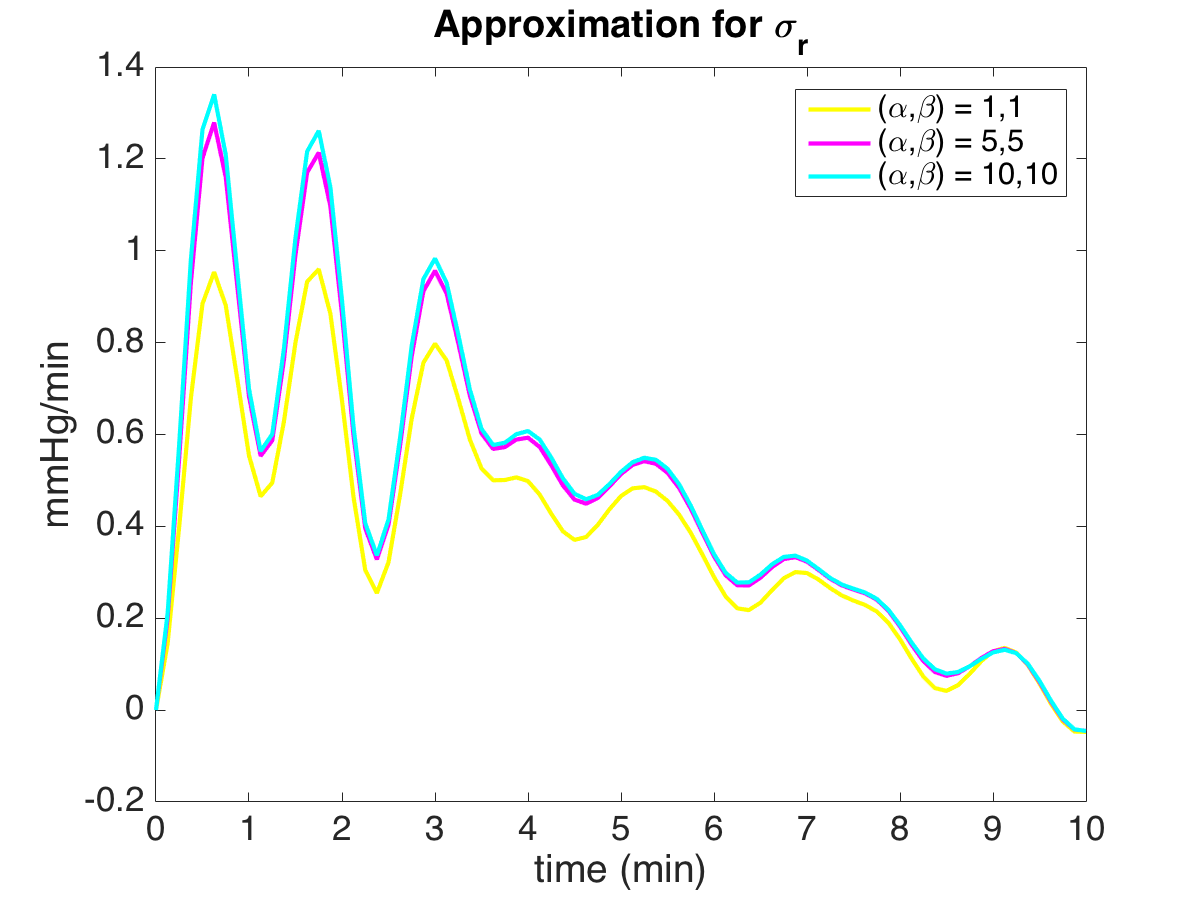 Approximation for σr
1.4
1.2
1
0.8
0.6
0.4
0.2
0
-0.2
mmHg/min
(α,β) = 1,1
(α,β) = 5,5
(α,β) = 10,10
0 1 2 3 4 5 6 7 8 9 10
time (min)